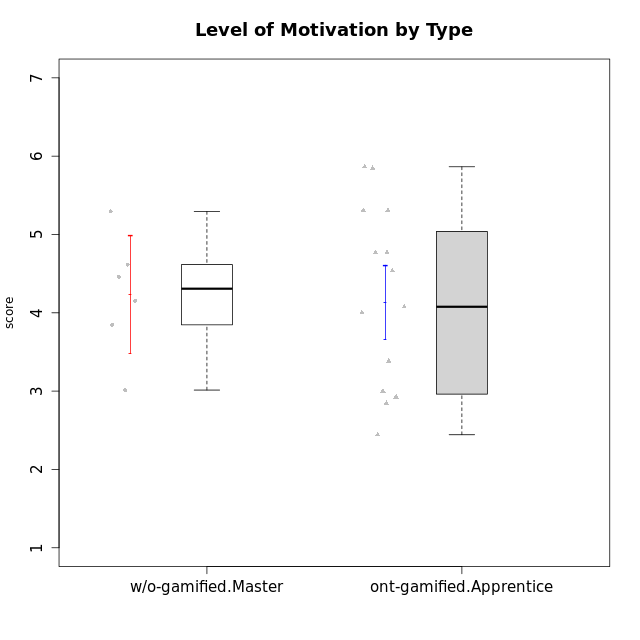 Level of Motivation by Type
7
6
5
4
3
2
1
score
w/o-gamified.Master
ont-gamified.Apprentice